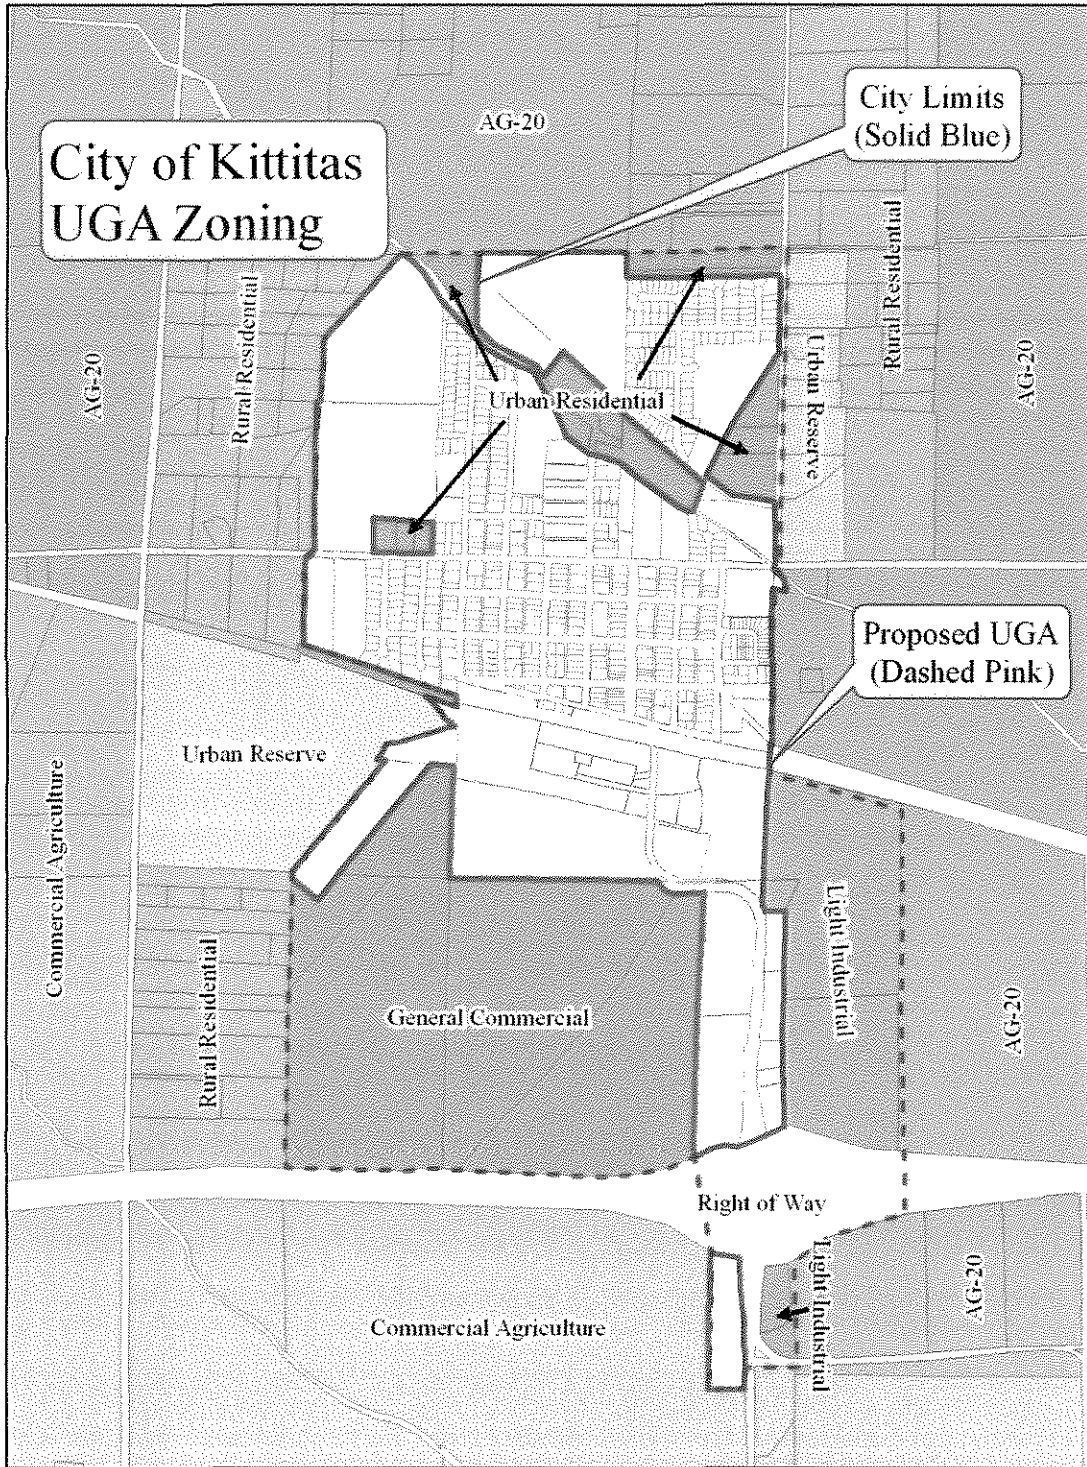 City of Kittitas
UGA Zoning
AG-20
City Limits
(Solid Blue)
Rural Residential
AG-20
Rural Residential
AG-20
Urban Reserve
Urban Residential
Proposed UGA
(Dashed Pink)
Urban Reserve
Commercial Agriculture
Rural Residential
General Commercial
Light Industrial
AG-20
Right of Way
Light Industrial
AG-20
Commercial Agriculture